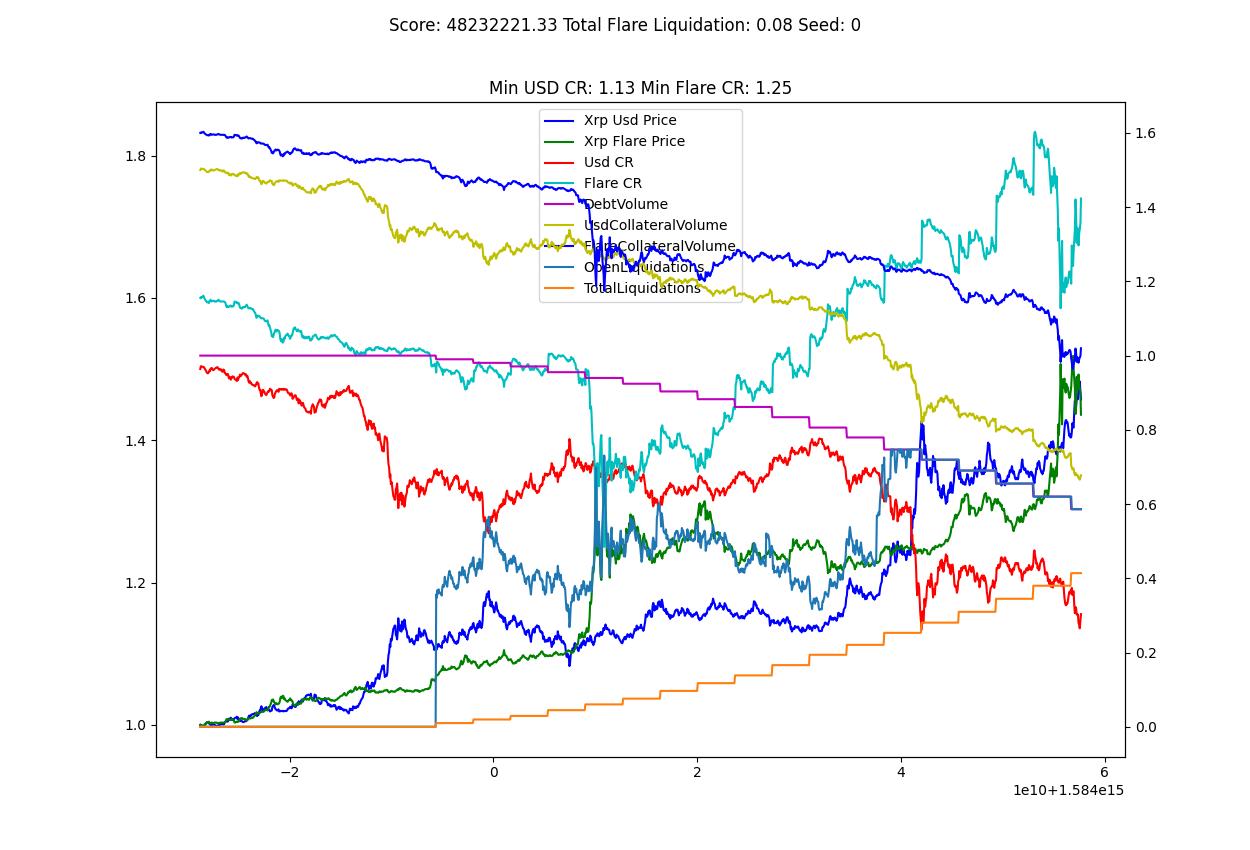 Score: 48232221.33 Total Flare Liquidation: 0.08 Seed: 0
Min USD CR: 1.13 Min Flare CR: 1.25
Xrp Usd Price
Xrp Flare Price
Usd CR
Flare CR
DebtVolume
UsdCollateralVolume
FlareCollateralVolume
OpenLiquidations
TotalLiquidations
1.8
1.6
1.4
1.2
1.0
1.6
1.4
1.2
1.0
0.8
0.6
0.4
0.2
0.0
−2
0
2
4
6
1e10+1.584e15